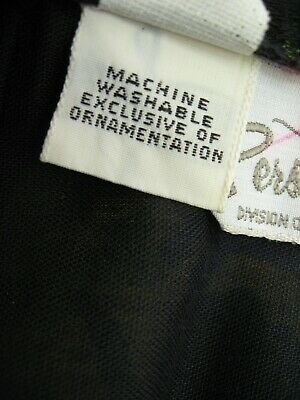 MACHINE
WASHABLE
EXCLUSIVE OF
ORNAMENTATION
DIVISION